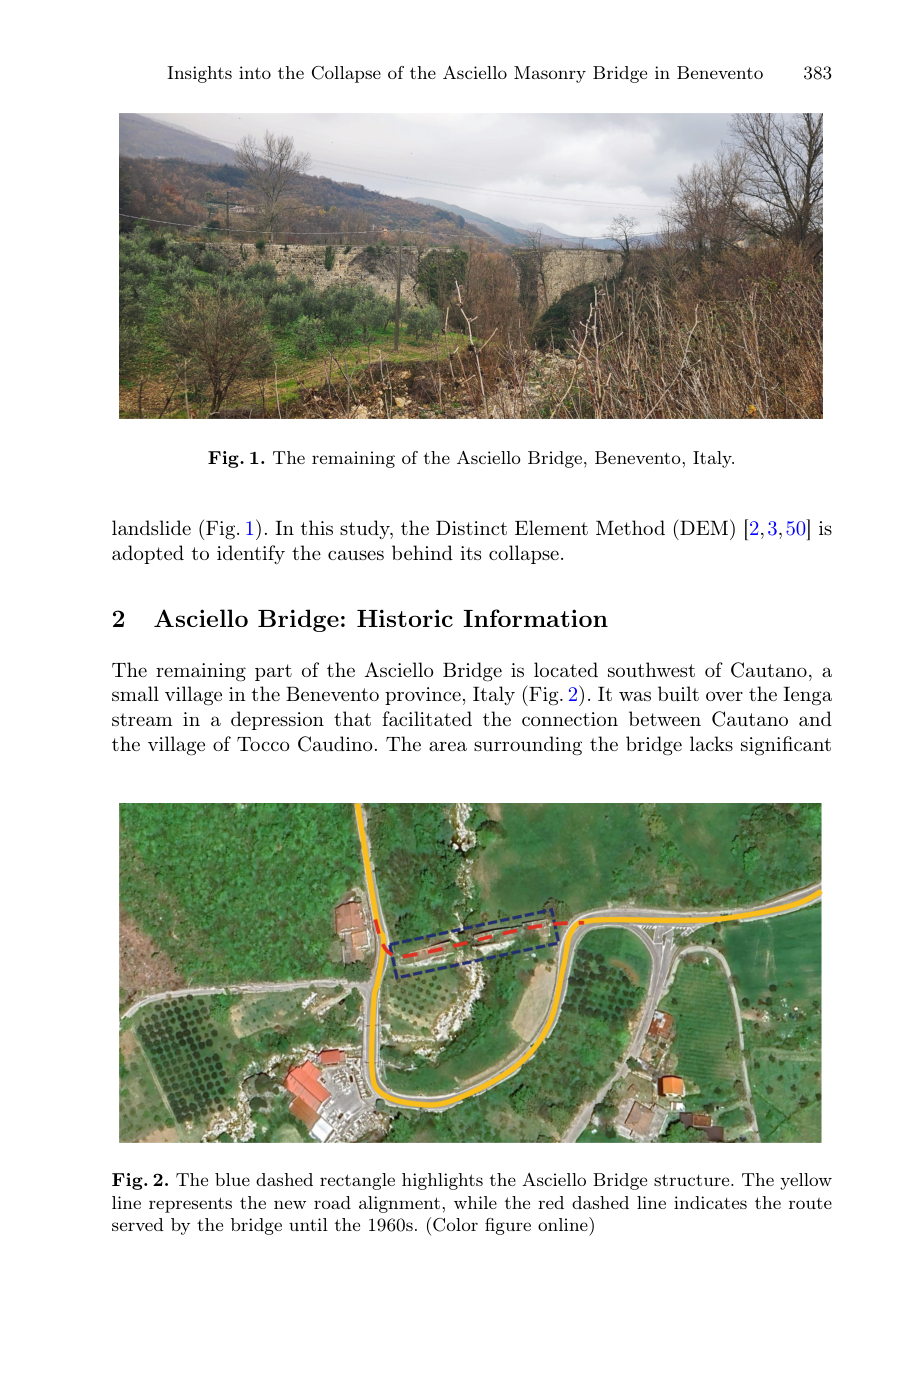 Insights into the Collapse of the Asciello Masonry Bridge in Benevento 383
Fig. 1. The remaining of the Asciello Bridge, Benevento, Italy.
landslide (Fig. 1). In this study, the Distinct Element Method (DEM) [2,3,50] is
adopted to identify the causes behind its collapse.
2 Asciello Bridge: Historic Information
The remaining part of the Asciello Bridge is located southwest of Cautano, a
small village in the Benevento province, Italy (Fig. 2). It was built over the Ienga
stream in a depression that facilitated the connection between Cautano and
the village of Tocco Caudino. The area surrounding the bridge lacks significant
Fig. 2. The blue dashed rectangle highlights the Asciello Bridge structure. The yellow
line represents the new road alignment, while the red dashed line indicates the route
served by the bridge until the 1960s. (Color figure online)